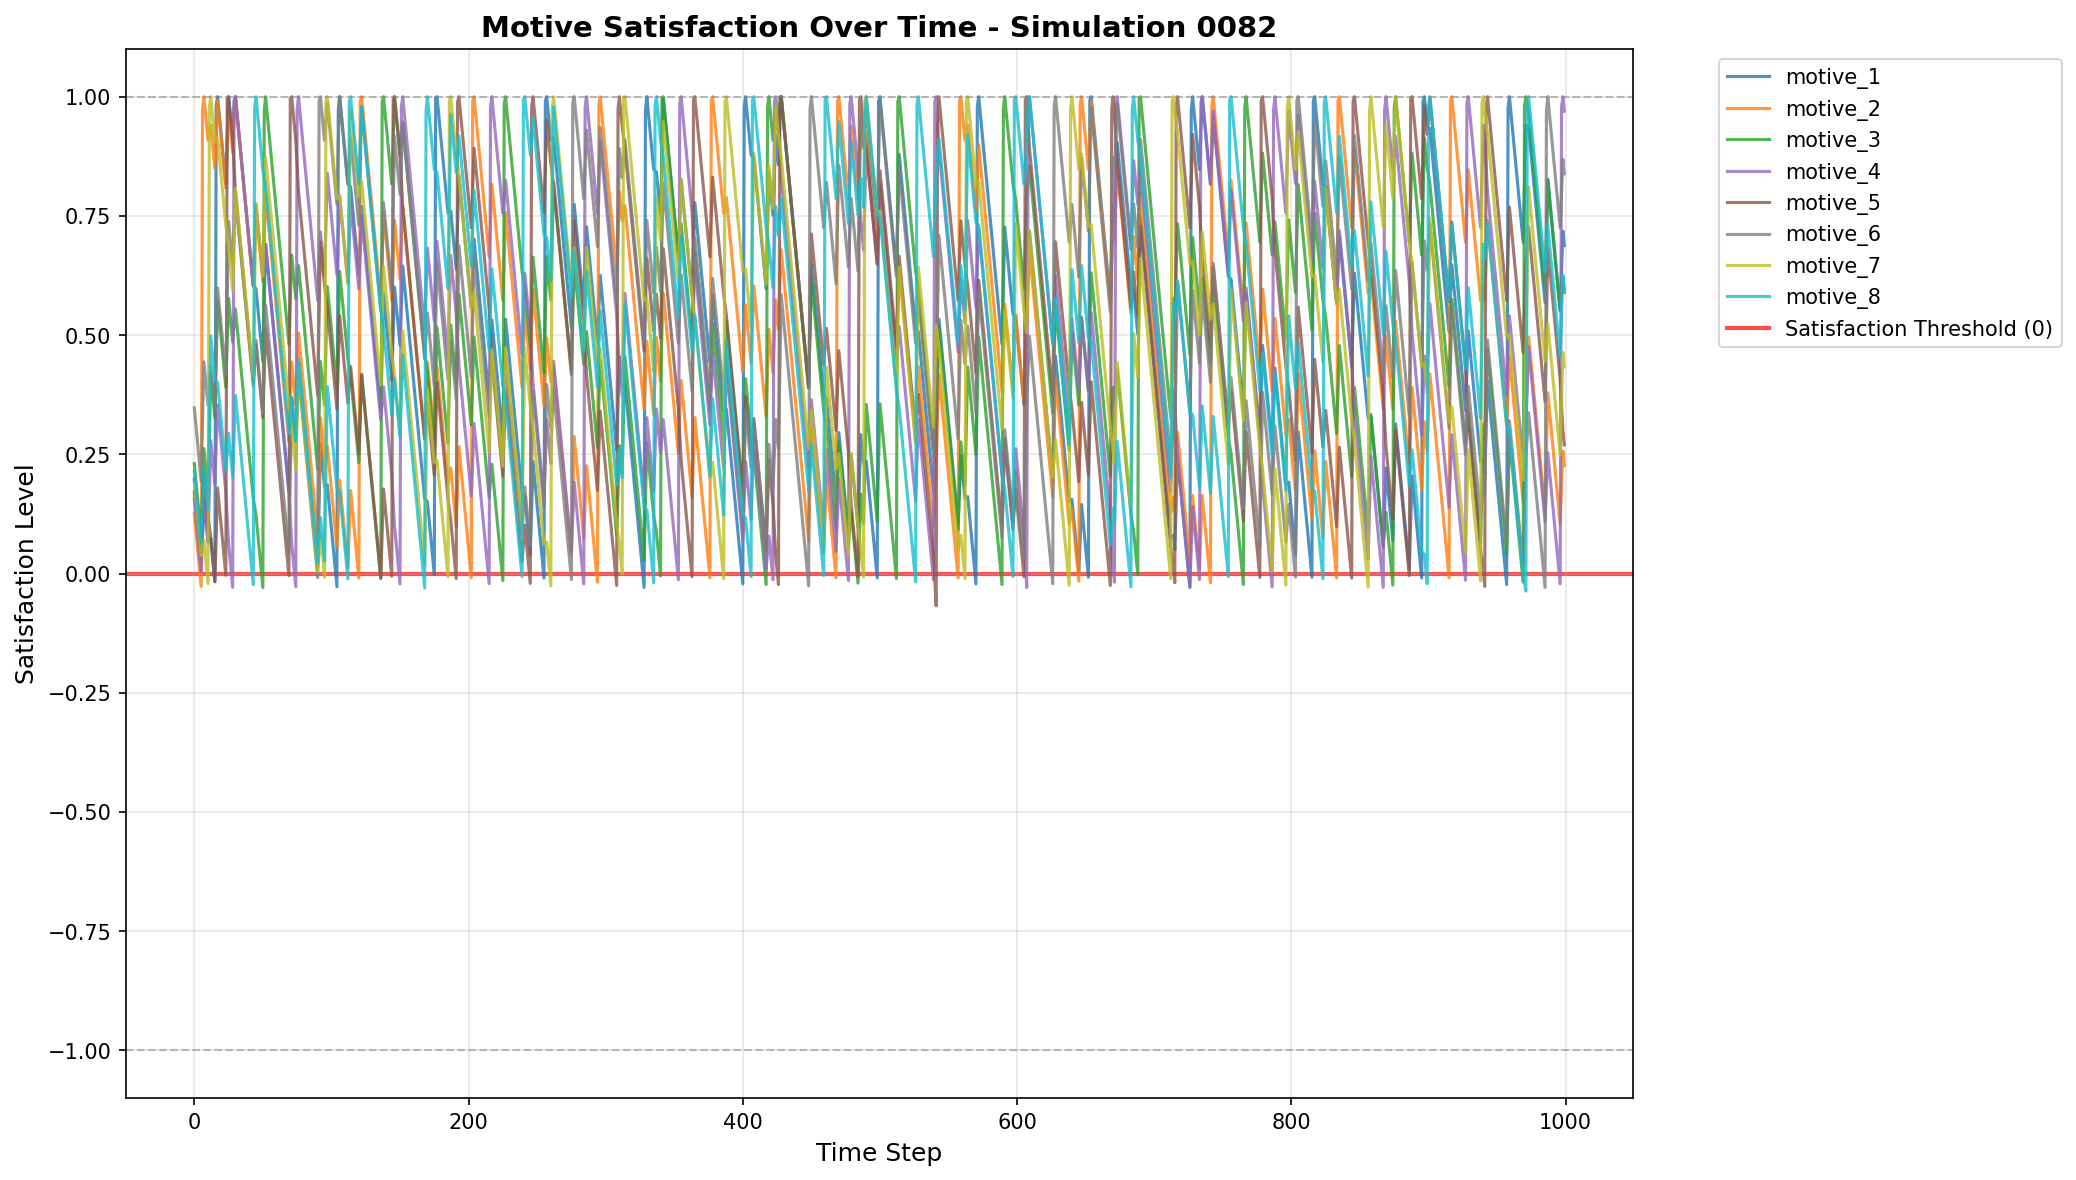 Motive Satisfaction Over Time - Simulation 0082
1.00
0.75
0.50
0.25
0.00
−0.25
−0.50
−0.75
−1.00
Satisfaction Level
0
200
400
600
800
1000
Time Step
motive_1
motive_2
motive_3
motive_4
motive_5
motive_6
motive_7
motive_8
Satisfaction Threshold (0)